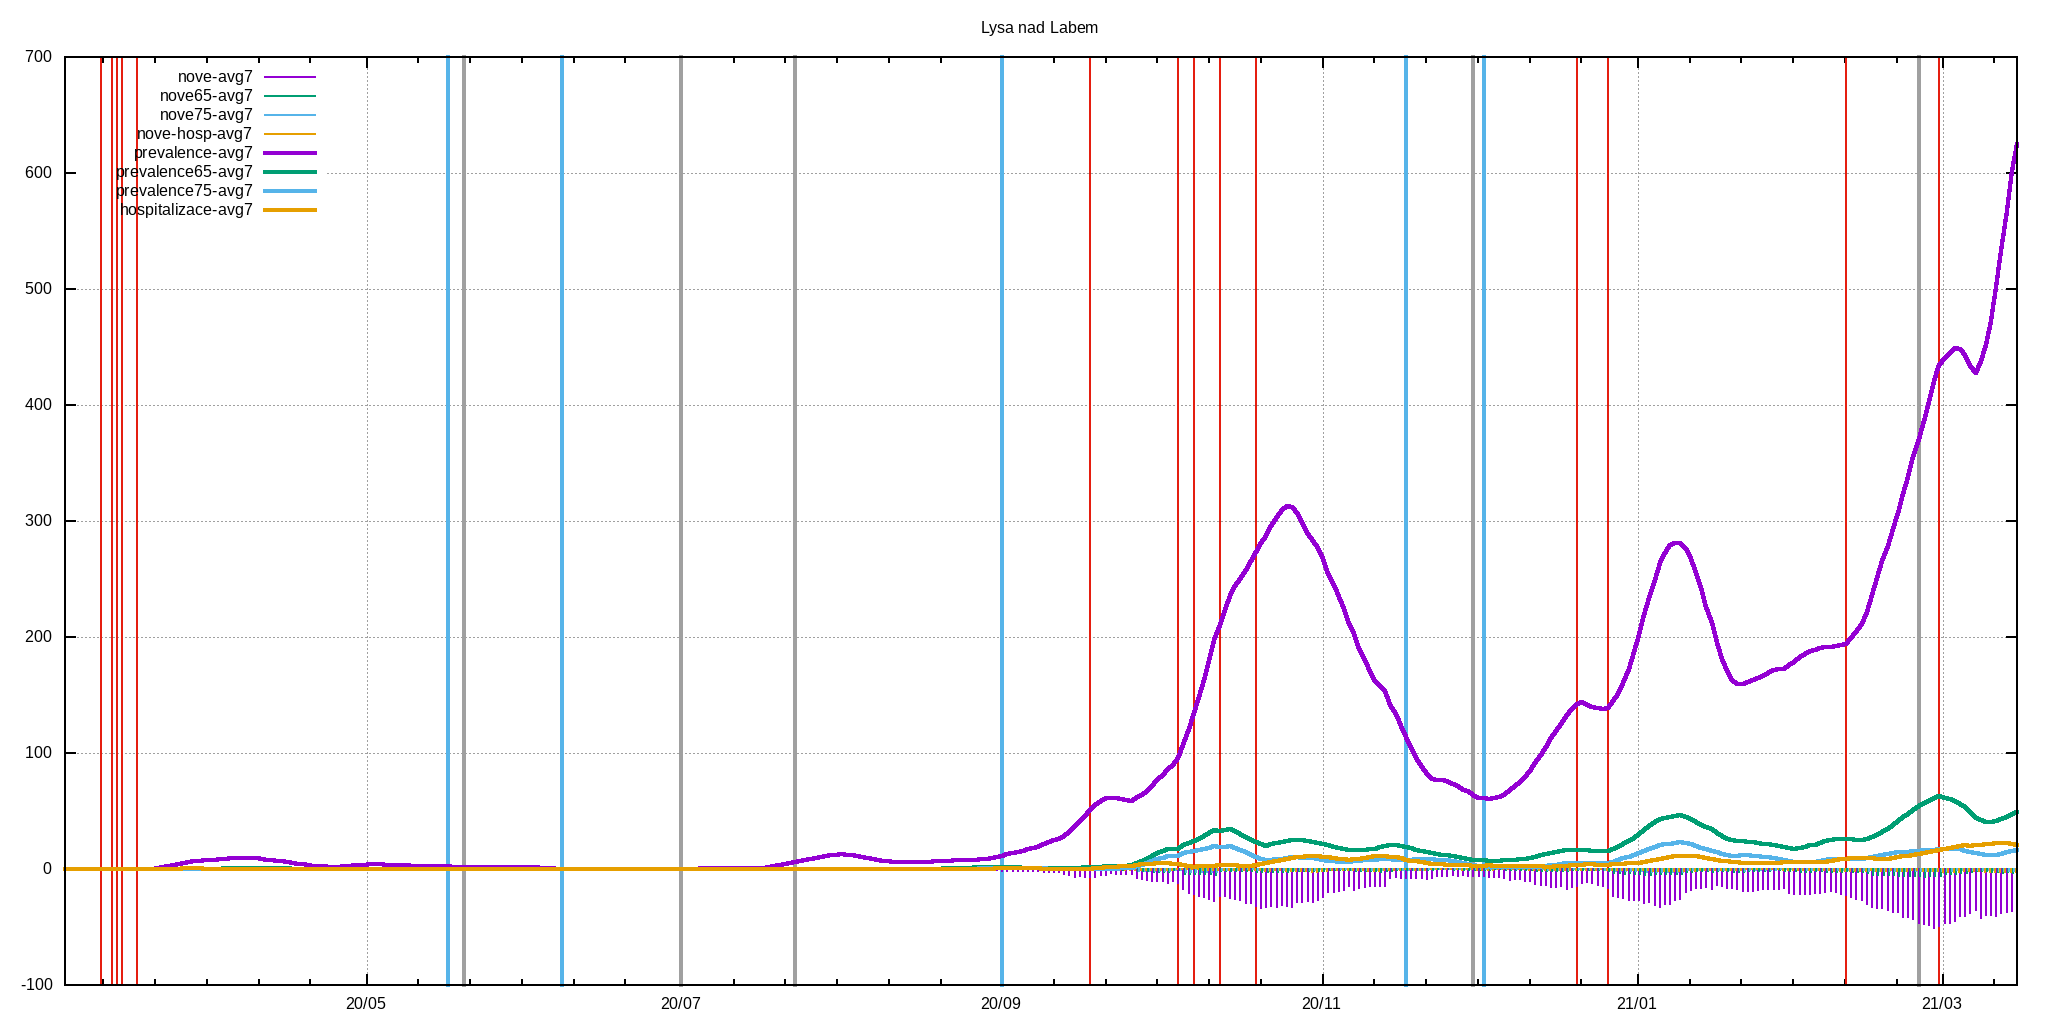 Lysa nad Labem
700
600
500
400
300
200
100
0
-100
nove-avg7
nove65-avg7
nove75-avg7
nove-hosp-avg7
prevalence-avg7
prevalence65-avg7
prevalence75-avg7
hospitalizace-avg7
20/05 20/07 20/09 20/11 21/01 21/03